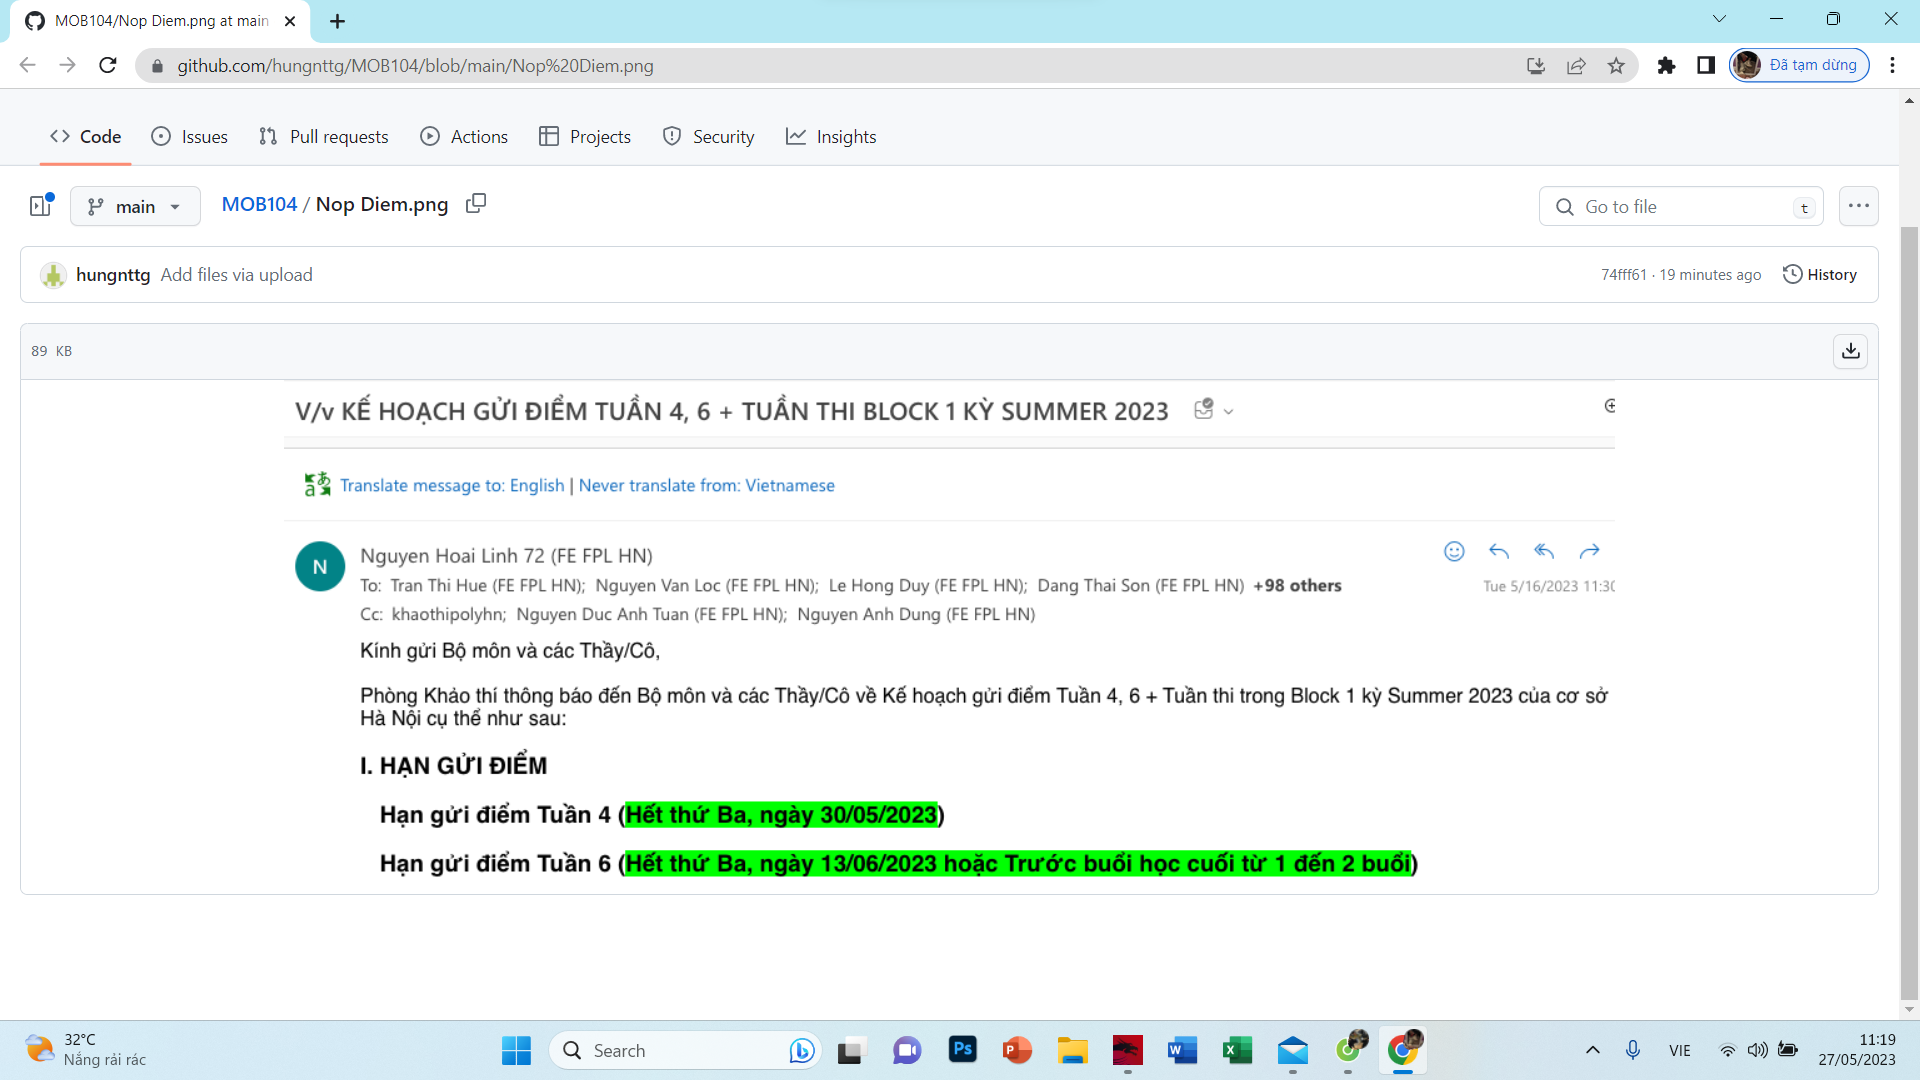 MOB104/Nop Diem.png at main
github.com/hungnttg/MOB104/blob/main/Nop%20Diem.png
Đã tạm dừng
Code
Issues
Pull requests
Actions
Projects
Security
Insights
main
MOB104 / Nop Diem.png
Go to file
t
hungnttg Add files via upload
74fff61 · 19 minutes ago
History
89 KB
V/v KẾ HOẠCH GỬI ĐIỂM TUẦN 4, 6 + TUẦN THI BLOCK 1 KỲ SUMMER 2023
Translate message to: English | Never translate from: Vietnamese
N
Nguyen Hoai Linh 72 (FE FPL HN)
To: Tran Thi Hue (FE FPL HN); Nguyen Van Loc (FE FPL HN); Le Hong Duy (FE FPL HN); Dang Thai Son (FE FPL HN) +98 others
Tue 5/16/2023 11:30
Cc: khaothipolyhn; Nguyen Duc Anh Tuan (FE FPL HN); Nguyen Anh Dung (FE FPL HN)
Kính gửi Bộ môn và các Thầy/Cô,
Phòng Khảo thí thông báo đến Bộ môn và các Thầy/Cô về Kế hoạch gửi điểm Tuần 4, 6 + Tuần thi trong Block 1 kỳ Summer 2023 của cơ sở
Hà Nội cụ thể như sau:
I. HẠN GỬI ĐIỂM
Hạn gửi điểm Tuần 4 (Hết thứ Ba, ngày 30/05/2023)
Hạn gửi điểm Tuần 6 (Hết thứ Ba, ngày 13/06/2023 hoặc Trước buổi học cuối từ 1 đến 2 buổi)
32°C
Nắng rải rác
Search
Ps
P
W
X
VIE
11:19
27/05/2023